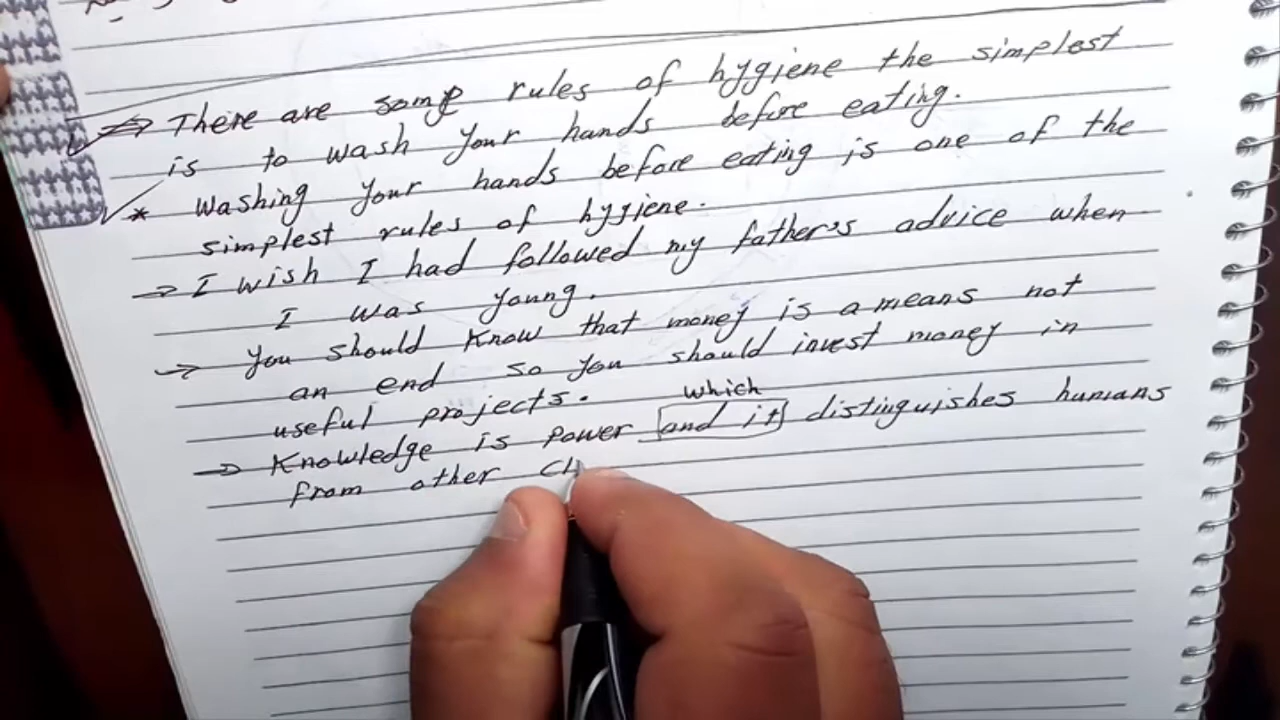 There are some rules of hygiene the simplest
is to wash your hands before eating.
* Washing your hands before eating is one of the
simplest rules of hygiene.
→ I wish I had followed my father's advice when
I was young.
→ You should know that money is a means not
an end so you should invest money in
useful projects.
which
→ Knowledge is power and it distinguishes humans
from other